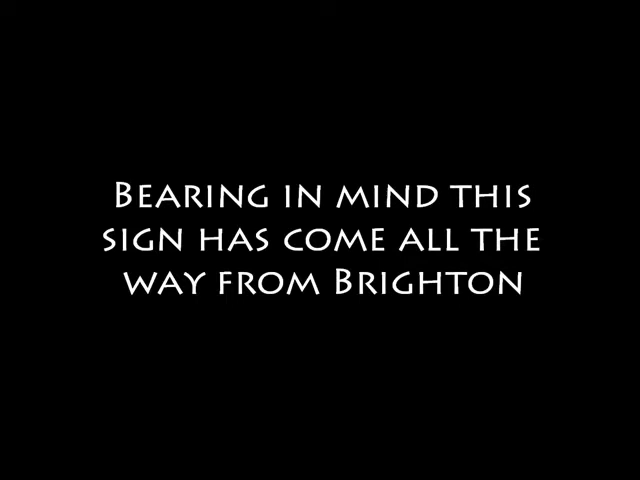 Bearing in mind this
sign has come all the
way from Brighton